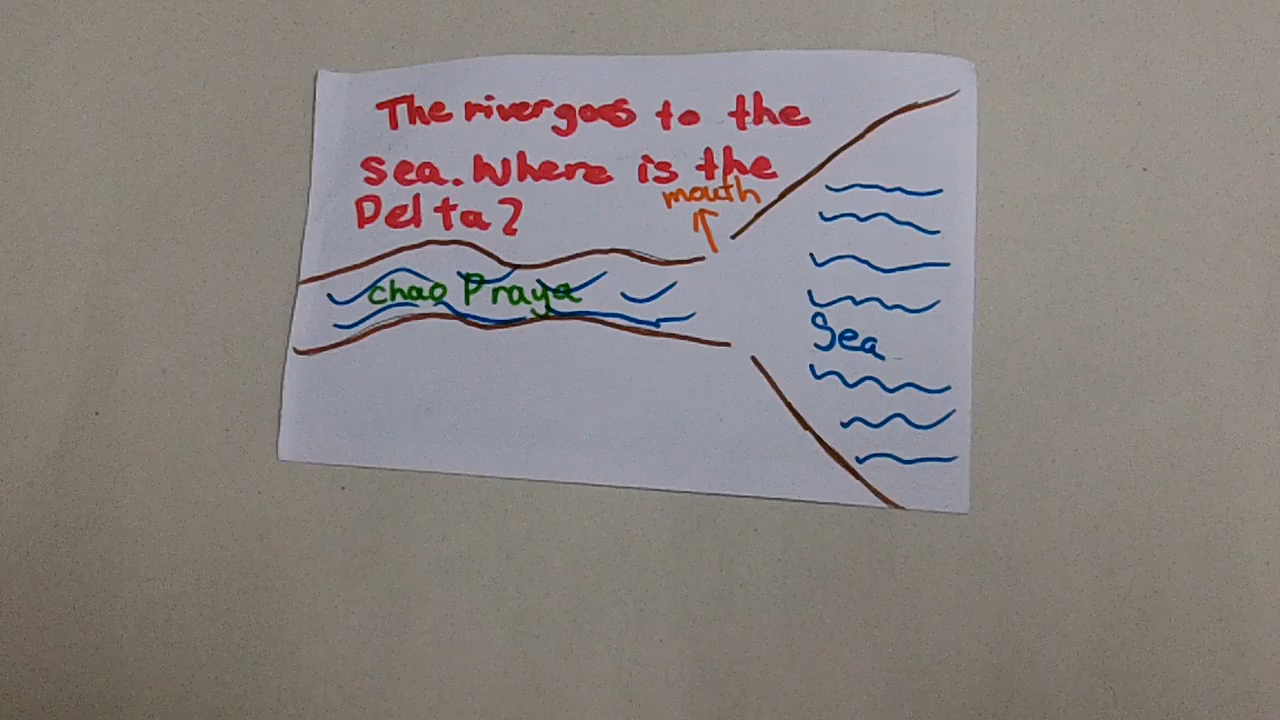 The river goes to the
sea. Where is the
Delta?
mouth
chao Praya
Sea